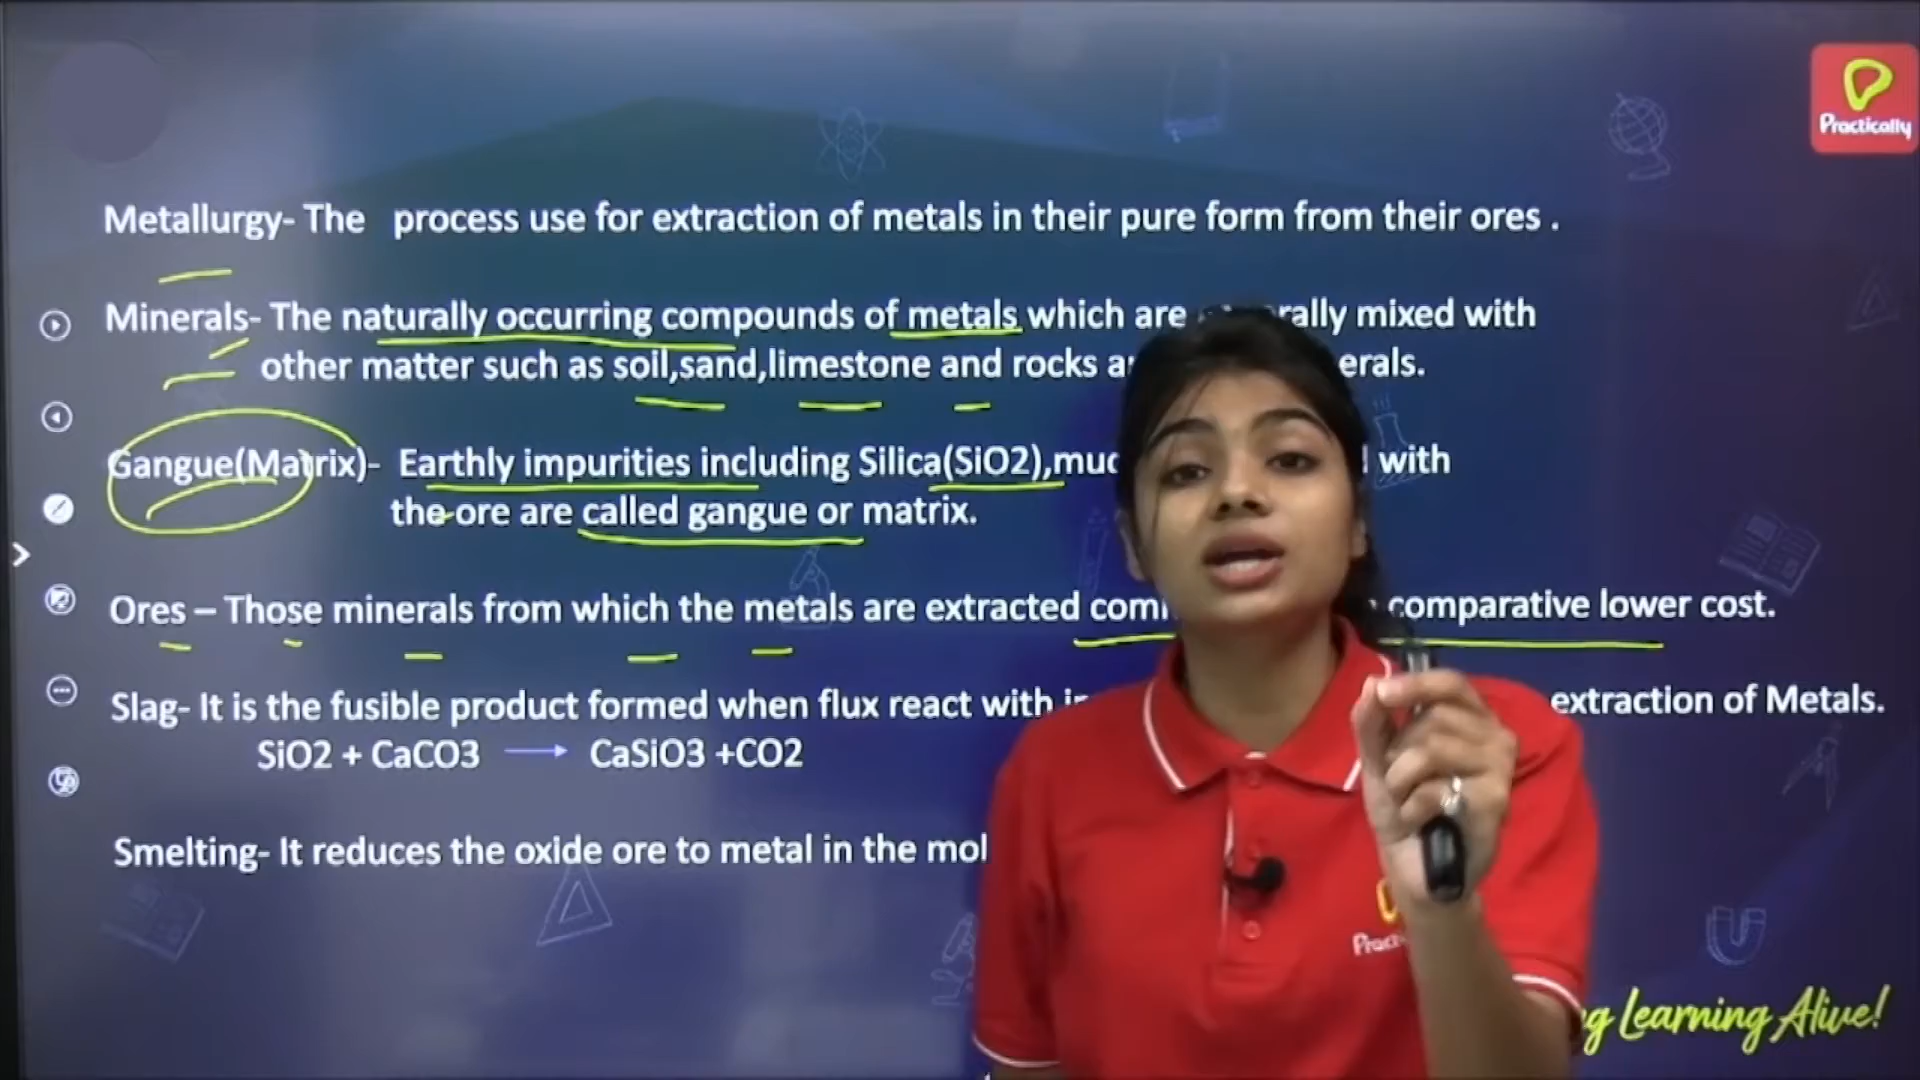 Practically
Metallurgy- The process use for extraction of metals in their pure form from their ores .
Minerals- The naturally occurring compounds of metals which are mixed with
other matter such as soil,sand,limestone and rocks
Gangue(Matrix)- Earthly impurities including Silica(SiO2), with
the ore are called gangue or matrix.
Ores – Those minerals from which the metals are extracted comparative lower cost.
Slag- It is the fusible product formed when flux react with extraction of Metals.
SiO2 + CaCO3 → CaSiO3 +CO2
Smelting- It reduces the oxide ore to metal in the
Learning Alive!